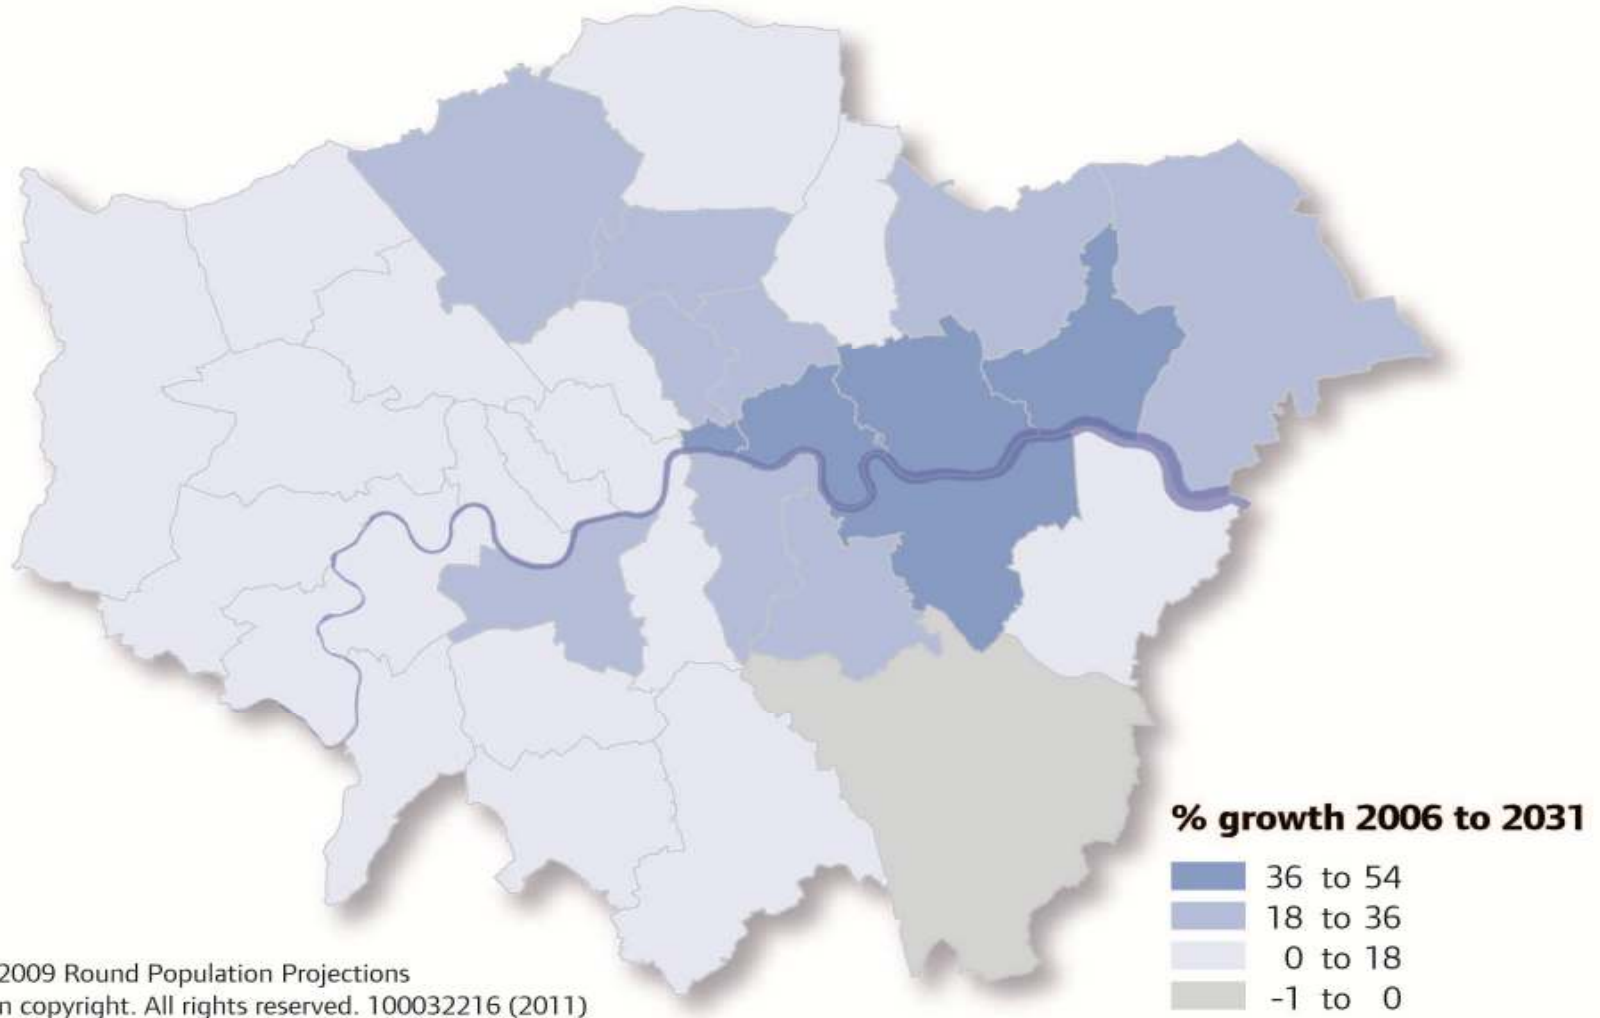 % growth 2006 to 2031
36 to 54
18 to 36
0 to 18
-1 to 0
2009 Round Population Projections
n copyright. All rights reserved. 100032216 (2011)